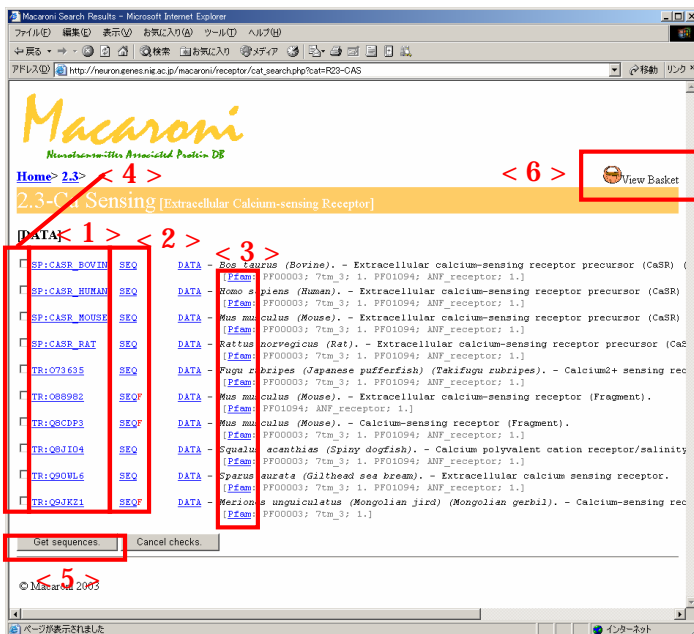 Macaroni Search Results - Microsoft Internet Explorer
ファイル(F) 編集(E) 表示(V) お気に入り(A) ツール(T) ヘルプ(H)
戻る 検索 お気に入り メディア
アドレス(D) http://neuron.genes.nig.ac.jp/macaroni/receptor/cat_search.php?cat=R23-CAS 移動 リンク »
Macaroni
Neurotransmitter Associated Protein DB
Home> 2.3> < 4 > < 6 > View Basket
2.3-Ca Sensing [Extracellular Calcium-sensing Receptor]
[DATA] < 1 > < 2 > < 3 >
SP:CASR_BOVIN SEQ DATA - Bos taurus (Bovine). - Extracellular calcium-sensing receptor precursor (CaSR) (
[Pfam: PF00003; 7tm_3; 1. PF01094; ANF_receptor; 1.]
SP:CASR_HUMAN SEQ DATA - Homo sapiens (Human). - Extracellular calcium-sensing receptor precursor (CaSR)
[Pfam: PF00003; 7tm_3; 1. PF01094; ANF_receptor; 1.]
SP:CASR_MOUSE SEQ DATA - Mus musculus (Mouse). - Extracellular calcium-sensing receptor precursor (CaSR)
[Pfam: PF00003; 7tm_3; 1. PF01094; ANF_receptor; 1.]
SP:CASR_RAT SEQ DATA - Rattus norvegicus (Rat). - Extracellular calcium-sensing receptor precursor (CaS
[Pfam: PF00003; 7tm_3; 1. PF01094; ANF_receptor; 1.]
TR:O73635 SEQ DATA - Fugu rubripes (Japanese pufferfish) (Takifugu rubripes). - Calcium2+ sensing rec
[Pfam: PF00003; 7tm_3; 1. PF01094; ANF_receptor; 1.]
TR:O88982 SEQF DATA - Mus musculus (Mouse). - Extracellular calcium-sensing receptor (Fragment).
[Pfam: PF01094; ANF_receptor; 1.]
TR:Q8CDP3 SEQF DATA - Mus musculus (Mouse). - Calcium-sensing receptor (Fragment).
[Pfam: PF00003; 7tm_3; 1. PF01094; ANF_receptor; 1.]
TR:Q8JIO4 SEQ DATA - Squalus acanthias (Spiny dogfish). - Calcium polyvalent cation receptor/salinity
[Pfam: PF00003; 7tm_3; 1. PF01094; ANF_receptor; 1.]
TR:Q90WL6 SEQ DATA - Sparus aurata (Gilthead sea bream). - Extracellular calcium sensing receptor.
[Pfam: PF00003; 7tm_3; 1. PF01094; ANF_receptor; 1.]
TR:Q9JKZ1 SEQF DATA - Meriones unguiculatus (Mongolian jird) (Mongolian gerbil). - Calcium-sensing rec
[Pfam: PF00003; 7tm_3; 1.]
Get sequences. Cancel checks.
< 5 >
© Macaroni 2003
ページが表示されました インターネット